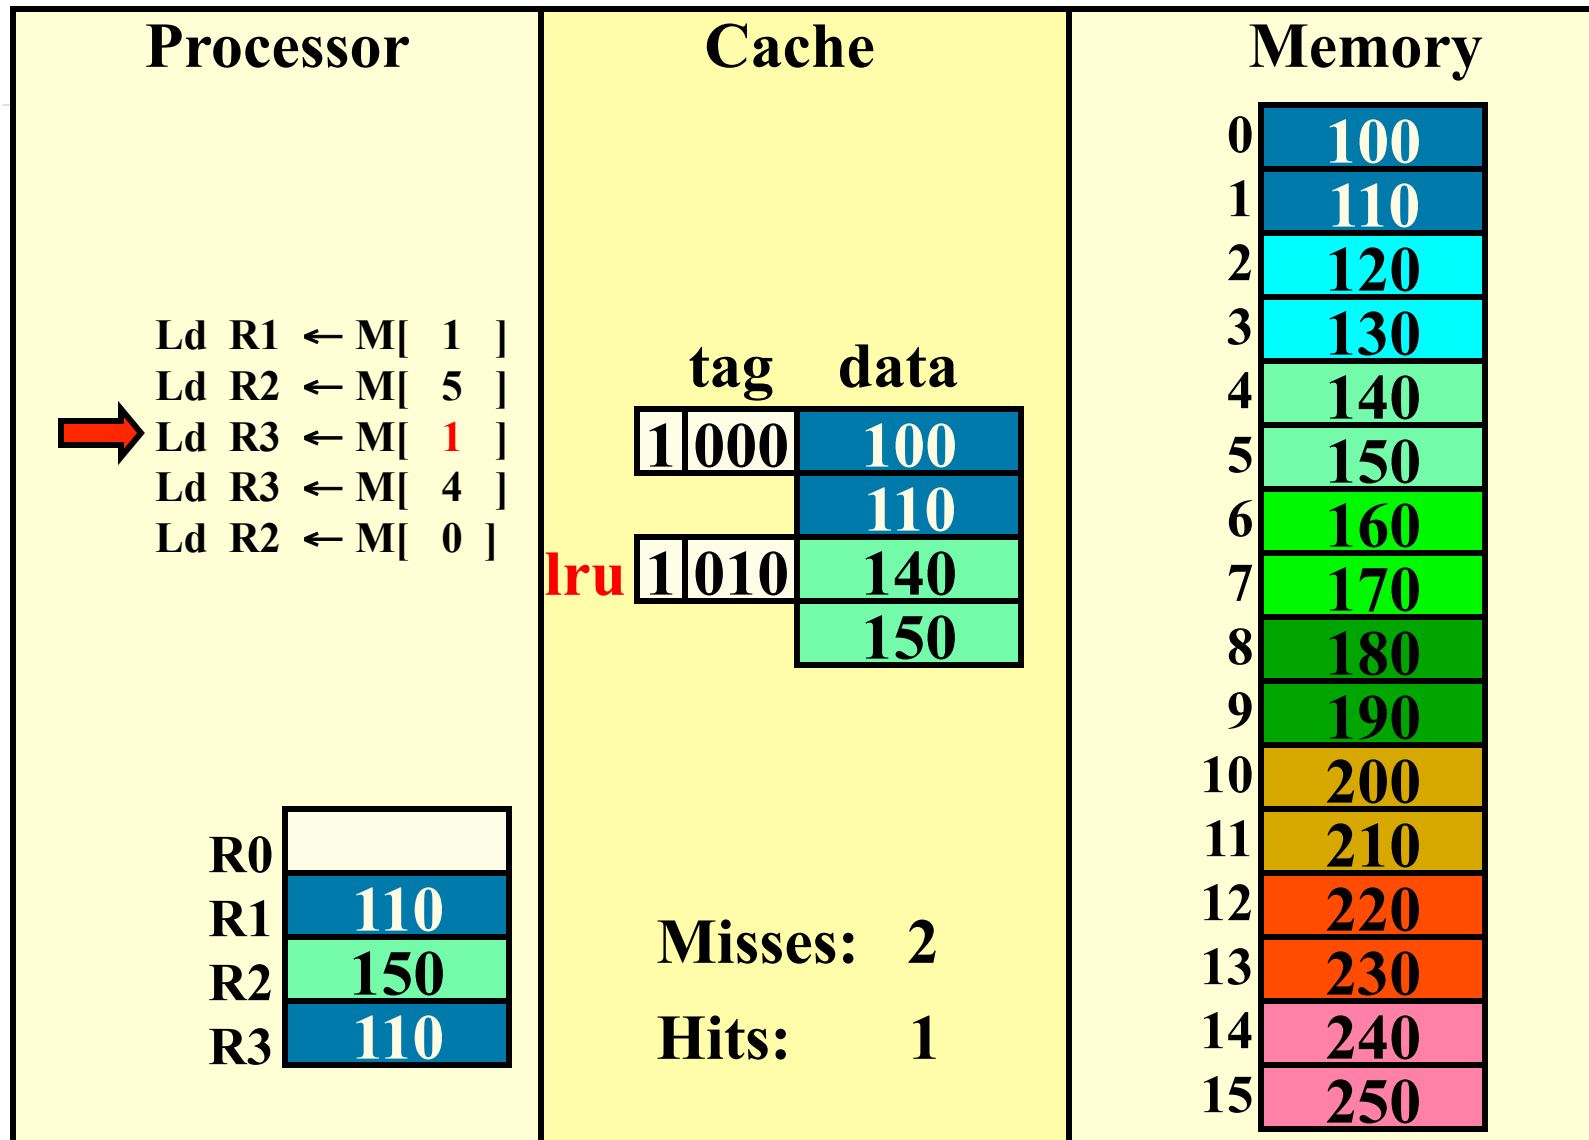 Processor
Ld R1 ← M[ 1 ]
Ld R2 ← M[ 5 ]
Ld R3 ← M[ 1 ]
Ld R3 ← M[ 4 ]
Ld R2 ← M[ 0 ]
R0
R1 110
R2 150
R3 110
Cache
tag data
1 000 100
110
lru 1 010 140
150
Misses: 2
Hits: 1
Memory
0 100
1 110
2 120
3 130
4 140
5 150
6 160
7 170
8 180
9 190
10 200
11 210
12 220
13 230
14 240
15 250